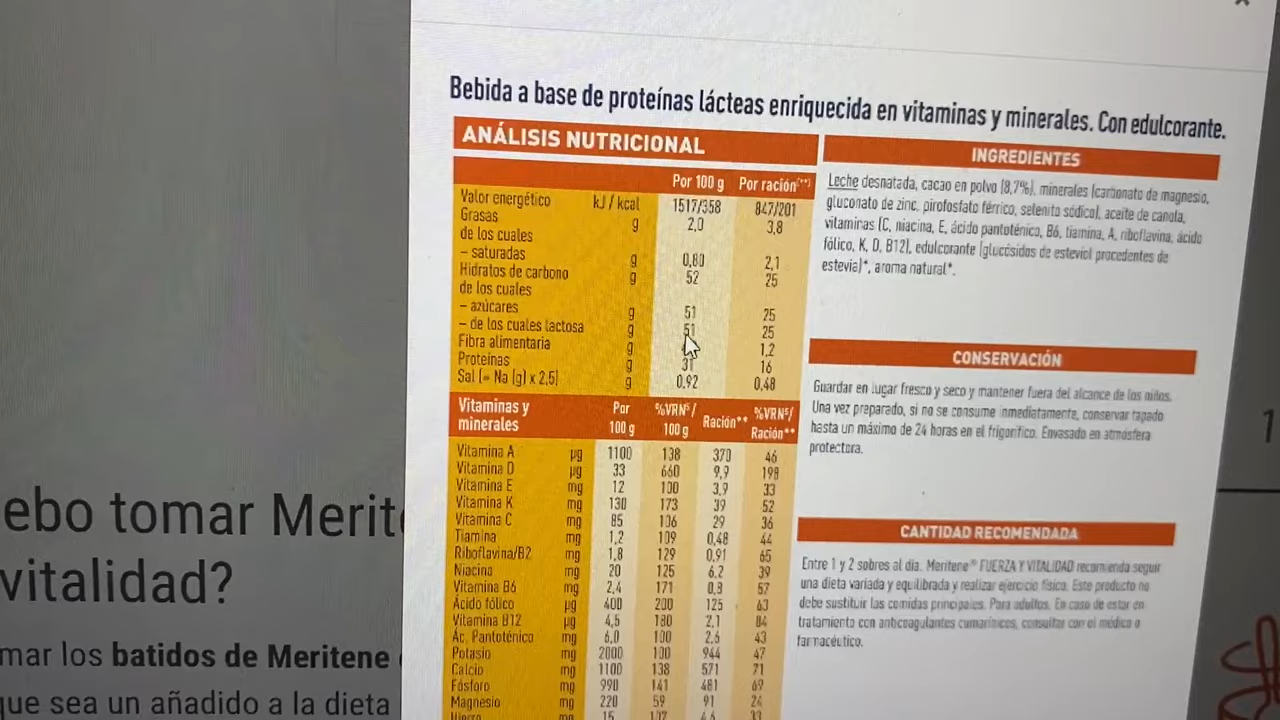 Bebida a base de proteínas lácteas enriquecida en vitaminas y minerales. Con edulcorante.
ANÁLISIS NUTRICIONAL
Por 100 g Por ración(**)
Valor energético kJ / kcal 1517/358 847/201
Grasas g 2,0 3,8
de los cuales
– saturadas g 0,80 2,1
Hidratos de carbono g 52 25
de los cuales
– azúcares g 51 25
– de los cuales lactosa g 51 25
Fibra alimentaria g 1,2
Proteínas g 31 16
Sal (= Na (g) x 2,5) g 0,92 0,48
Vitaminas y minerales Por 100 g %VRN⁵/ 100 g Ración** %VRN⁵/ Ración**
Vitamina A µg 1100 138 370 46
Vitamina D µg 33 660 9,9 198
Vitamina E mg 12 100 3,9 33
Vitamina K mg 130 173 39 52
Vitamina C mg 85 106 29 36
Tiamina mg 1,2 109 0,48 44
Riboflavina/B2 mg 1,8 129 0,91 65
Niacina mg 20 125 6,2 39
Vitamina B6 mg 2,4 171 0,8 57
Ácido fólico µg 400 200 125 63
Vitamina B12 µg 4,5 180 2,1 84
Ác. Pantoténico mg 6,0 100 2,6 43
Potasio mg 2000 100 944 47
Calcio mg 1100 138 571 71
Fósforo mg 990 141 481 69
Magnesio mg 220 59 91 24
Hierro mg 15 107 4,6 33
INGREDIENTES
Leche desnatada, cacao en polvo (8,7%), minerales (carbonato de magnesio,
gluconato de zinc, pirofosfato férrico, selenito sódico), aceite de canola,
vitaminas (C, niacina, E, ácido pantoténico, B6, tiamina, A, riboflavina, ácido
fólico, K, D, B12), edulcorante (glucósidos de esteviol procedentes de
estevia)*, aroma natural*.
CONSERVACIÓN
Guardar en lugar fresco y seco y mantener fuera del alcance de los niños.
Una vez preparado, si no se consume inmediatamente, conservar tapado
hasta un máximo de 24 horas en el frigorífico. Envasado en atmósfera
protectora.
CANTIDAD RECOMENDADA
Entre 1 y 2 sobres al día. Meritene® FUERZA Y VITALIDAD recomienda seguir
una dieta variada y equilibrada y realizar ejercicio físico. Este producto no
debe sustituir las comidas principales. Para adultos. En caso de estar en
tratamiento con anticoagulantes cumarínicos, consultar con el médico o
farmacéutico.
ebo tomar Merit
vitalidad?
mar los batidos de Meritene
que sea un añadido a la dieta
1